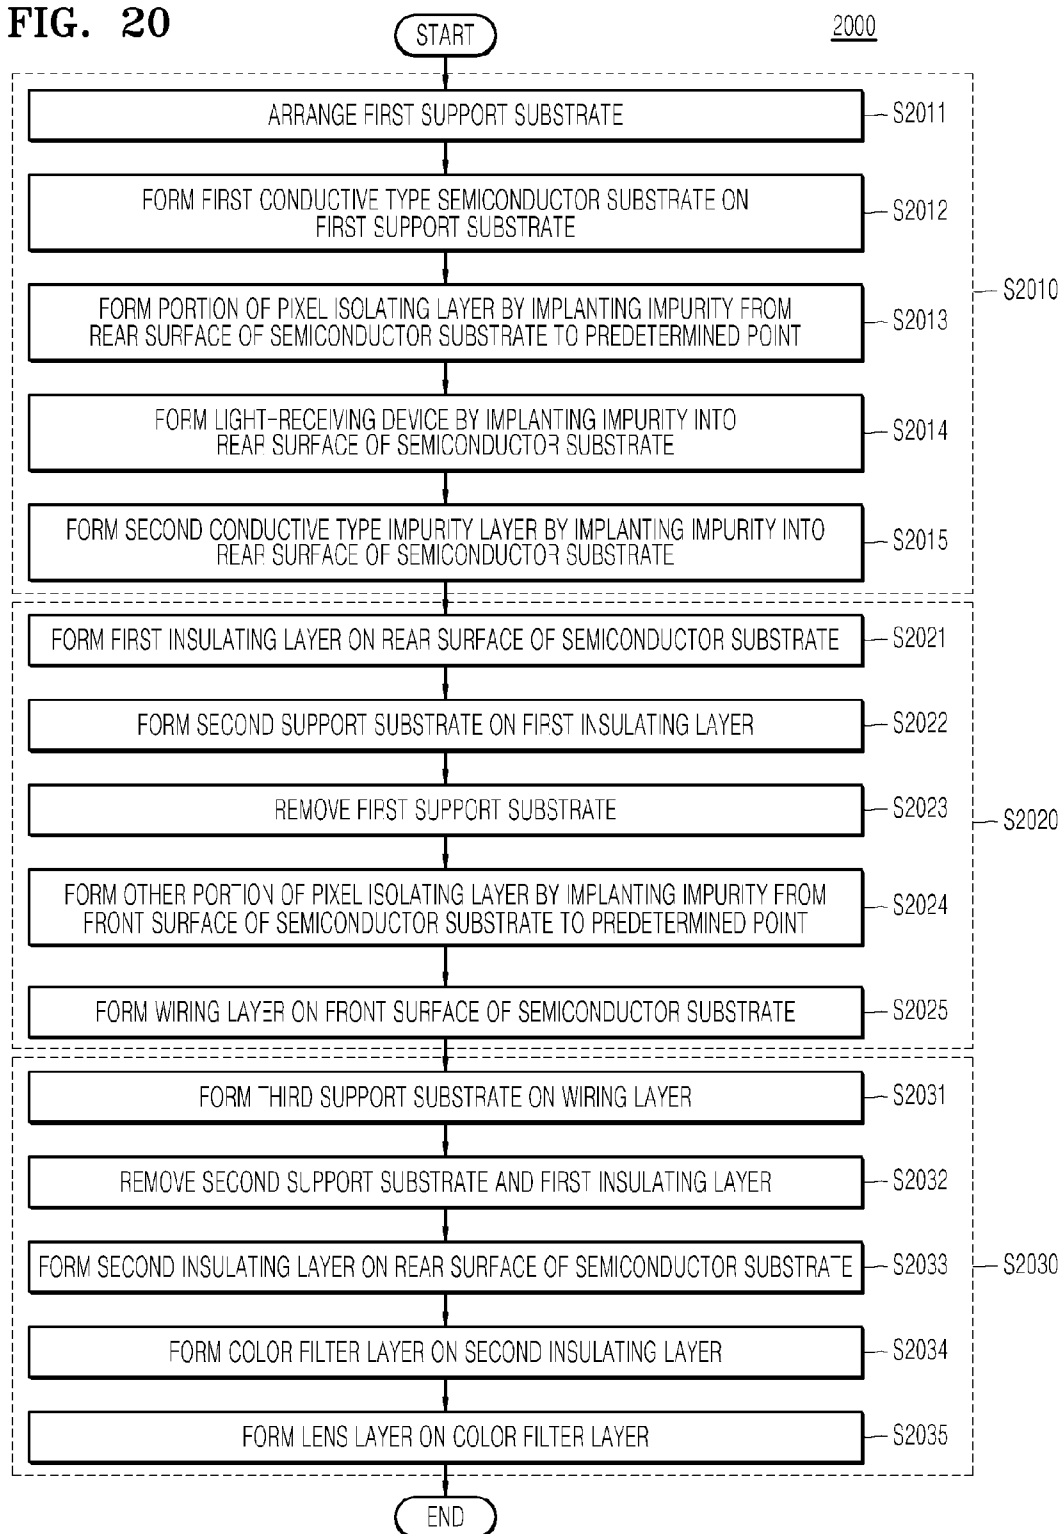 FIG. 20
START
2000
ARRANGE FIRST SUPPORT SUBSTRATE
S2011
FORM FIRST CONDUCTIVE TYPE SEMICONDUCTOR SUBSTRATE ON
FIRST SUPPORT SUBSTRATE
S2012
FORM PORTION OF PIXEL ISOLATING LAYER BY IMPLANTING IMPURITY FROM
REAR SURFACE OF SEMICONDUCTOR SUBSTRATE TO PREDETERMINED POINT
S2013
S2010
FORM LIGHT-RECEIVING DEVICE BY IMPLANTING IMPURITY INTO
REAR SURFACE OF SEMICONDUCTOR SUBSTRATE
S2014
FORM SECOND CONDUCTIVE TYPE IMPURITY LAYER BY IMPLANTING IMPURITY INTO
REAR SURFACE OF SEMICONDUCTOR SUBSTRATE
S2015
FORM FIRST INSULATING LAYER ON REAR SURFACE OF SEMICONDUCTOR SUBSTRATE
S2021
FORM SECOND SUPPORT SUBSTRATE ON FIRST INSULATING LAYER
S2022
REMOVE FIRST SUPPORT SUBSTRATE
S2023
S2020
FORM OTHER PORTION OF PIXEL ISOLATING LAYER BY IMPLANTING IMPURITY FROM
FRONT SURFACE OF SEMICONDUCTOR SUBSTRATE TO PREDETERMINED POINT
S2024
FORM WIRING LAYER ON FRONT SURFACE OF SEMICONDUCTOR SUBSTRATE
S2025
FORM THIRD SUPPORT SUBSTRATE ON WIRING LAYER
S2031
REMOVE SECOND SUPPORT SUBSTRATE AND FIRST INSULATING LAYER
S2032
FORM SECOND INSULATING LAYER ON REAR SURFACE OF SEMICONDUCTOR SUBSTRATE
S2033
S2030
FORM COLOR FILTER LAYER ON SECOND INSULATING LAYER
S2034
FORM LENS LAYER ON COLOR FILTER LAYER
S2035
END